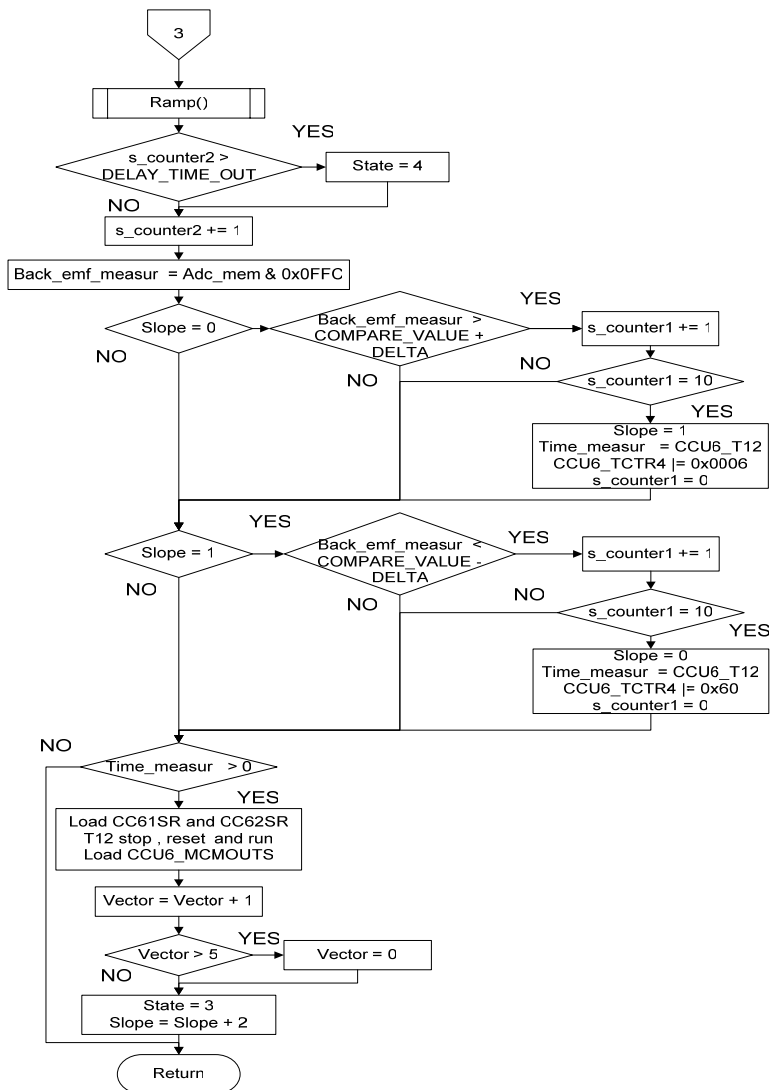 3
Ramp()
YES
s_counter2 >
DELAY_TIME_OUT
State = 4
NO
s_counter2 += 1
Back_emf_measur = Adc_mem & 0x0FFC
YES
Slope = 0
Back_emf_measur >
COMPARE_VALUE +
DELTA
s_counter1 += 1
NO
NO
NO
s_counter1 = 10
YES
Slope = 1
Time_measur = CCU6_T12
CCU6_TCTR4 |= 0x0006
s_counter1 = 0
YES
YES
Slope = 1
Back_emf_measur <
COMPARE_VALUE -
DELTA
s_counter1 += 1
NO
NO
NO
s_counter1 = 10
YES
Slope = 0
Time_measur = CCU6_T12
CCU6_TCTR4 |= 0x60
s_counter1 = 0
NO
Time_measur > 0
YES
Load CC61SR and CC62SR
T12 stop , reset and run
Load CCU6_MCMOUTS
Vector = Vector + 1
YES
Vector > 5
Vector = 0
NO
State = 3
Slope = Slope + 2
Return